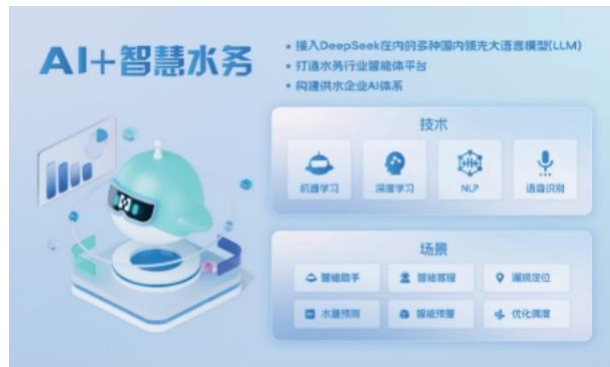 AI+智慧水务
• 接入DeepSeek在内的多种国内领先大语言模型(LLM)
• 打造水务行业智能体平台
• 构建供水企业AI体系
技术
机器学习
深度学习
NLP
语音识别
场景
智能助手
智能客服
漏损定位
水量预测
智能预警
优化调度